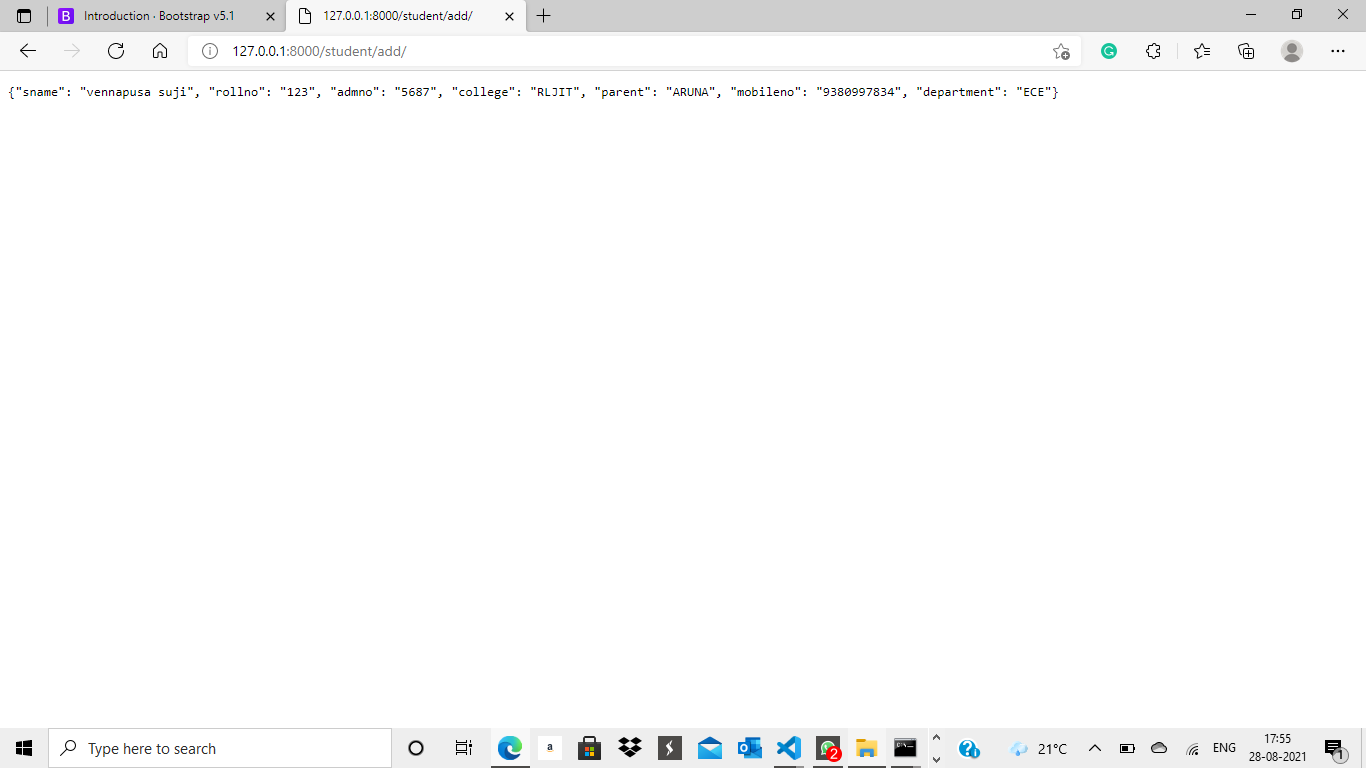 Introduction · Bootstrap v5.1
127.0.0.1:8000/student/add/
127.0.0.1:8000/student/add/
{"sname": "vennapusa suji", "rollno": "123", "admno": "5687", "college": "RLJIT", "parent": "ARUNA", "mobileno": "9380997834", "department": "ECE"}
Type here to search
a
2
21°C
ENG
17:55
28-08-2021
1